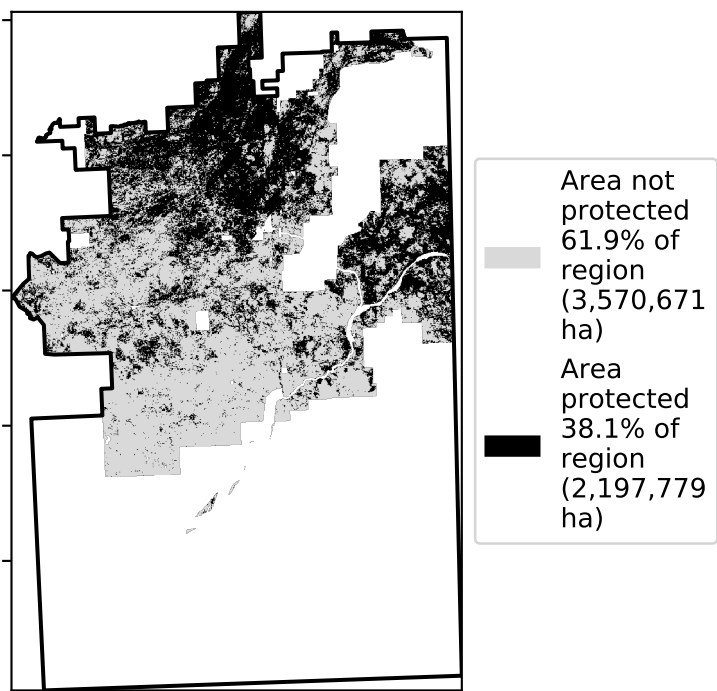 Area not
protected
61.9% of
region
(3,570,671
ha)
Area
protected
38.1% of
region
(2,197,779
ha)